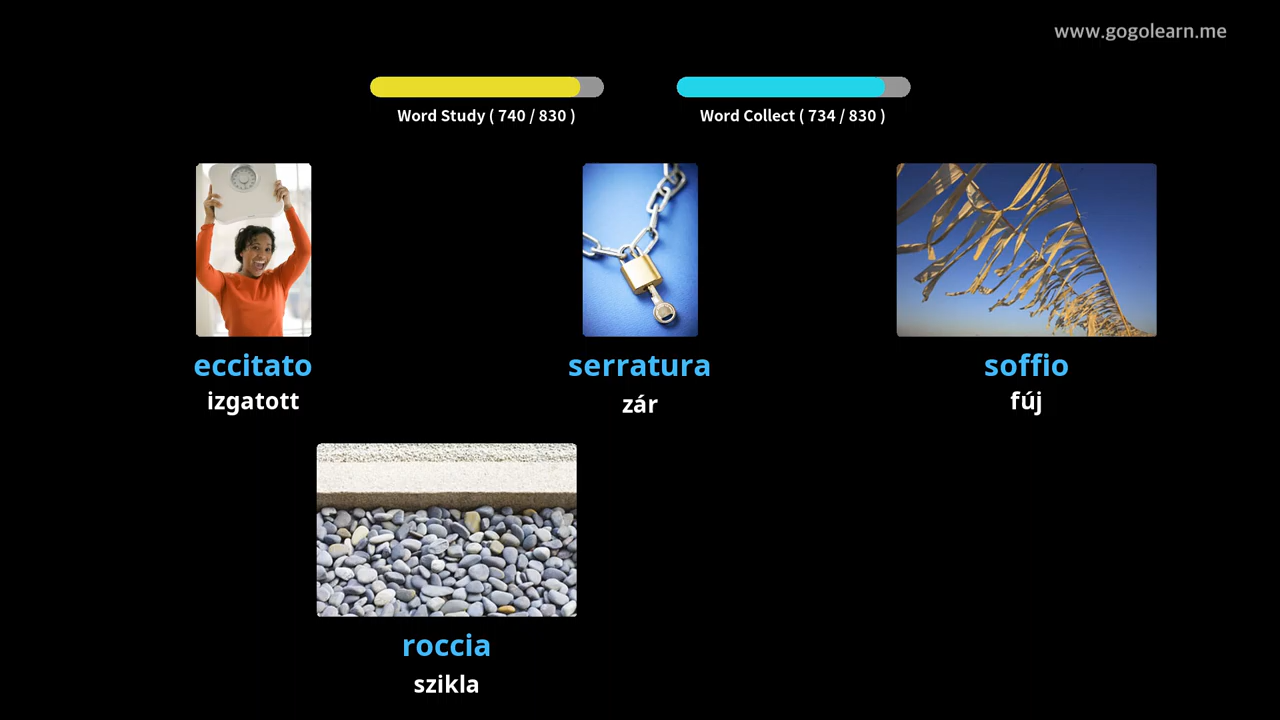 www.gogolearn.me
Word Study ( 740 / 830 )
Word Collect ( 734 / 830 )
eccitato
izgatott
serratura
zár
soffio
fúj
roccia
szikla